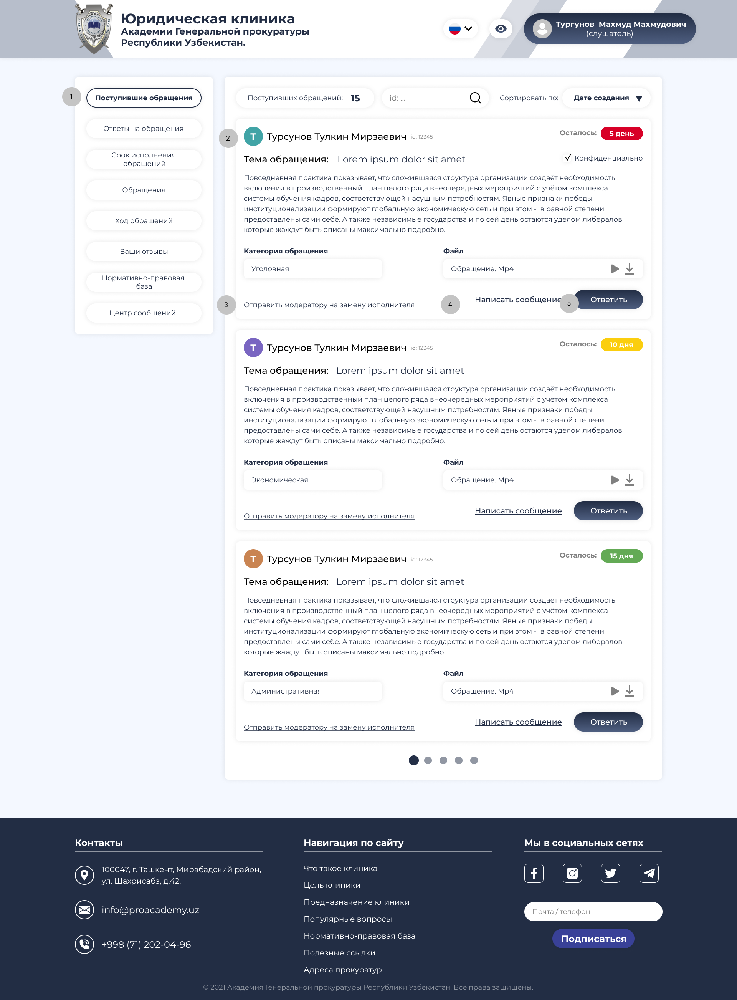 Юридическая клиника
Академии Генеральной прокуратуры
Республики Узбекистан.
Тургунов Махмуд Махмудович
(слушатель)
1
Поступившие обращения
Ответы на обращения
Срок исполнения
обращений
Обращения
Ход обращений
Ваши отзывы
Нормативно-правовая
база
Центр сообщений
Поступивших обращений: 15
id: ...
Сортировать по: Дате создания
2
Т Турсунов Тулкин Мирзаевич id: 12345
Осталось: 5 день
Тема обращения: Lorem ipsum dolor sit amet
Конфиденциально
Повседневная практика показывает, что сложившаяся структура организации создаёт необходимость
включения в производственный план целого ряда внеочередных мероприятий с учётом комплекса
системы обучения кадров, соответствующей насущным потребностям. Явные признаки победы
институционализации формируют глобальную экономическую сеть и при этом - в равной степени
предоставлены сами себе. А также независимые государства и по сей день остаются уделом либералов,
которые жаждут быть описаны максимально подробно.
Категория обращения
Файл
Уголовная
Обращение. Mp4
3
Отправить модератору на замену исполнителя
4
Написать сообщение
5
Ответить
Т Турсунов Тулкин Мирзаевич id: 12345
Осталось: 10 дня
Тема обращения: Lorem ipsum dolor sit amet
Повседневная практика показывает, что сложившаяся структура организации создаёт необходимость
включения в производственный план целого ряда внеочередных мероприятий с учётом комплекса
системы обучения кадров, соответствующей насущным потребностям. Явные признаки победы
институционализации формируют глобальную экономическую сеть и при этом - в равной степени
предоставлены сами себе. А также независимые государства и по сей день остаются уделом либералов,
которые жаждут быть описаны максимально подробно.
Категория обращения
Файл
Экономическая
Обращение. Mp4
Отправить модератору на замену исполнителя
Написать сообщение
Ответить
Т Турсунов Тулкин Мирзаевич id: 12345
Осталось: 15 дня
Тема обращения: Lorem ipsum dolor sit amet
Повседневная практика показывает, что сложившаяся структура организации создаёт необходимость
включения в производственный план целого ряда внеочередных мероприятий с учётом комплекса
системы обучения кадров, соответствующей насущным потребностям. Явные признаки победы
институционализации формируют глобальную экономическую сеть и при этом - в равной степени
предоставлены сами себе. А также независимые государства и по сей день остаются уделом либералов,
которые жаждут быть описаны максимально подробно.
Категория обращения
Файл
Административная
Обращение. Mp4
Отправить модератору на замену исполнителя
Написать сообщение
Ответить
Контакты
100047, г. Ташкент, Мирабадский район,
ул. Шахрисабз, д.42.
info@proacademy.uz
+998 (71) 202-04-96
Навигация по сайту
Что такое клиника
Цель клиники
Предназначение клиники
Популярные вопросы
Нормативно-правовая база
Полезные ссылки
Адреса прокуратур
Мы в социальных сетях
Почта / телефон
Подписаться
© 2021 Академия Генеральной прокуратуры Республики Узбекистан. Все права защищены.